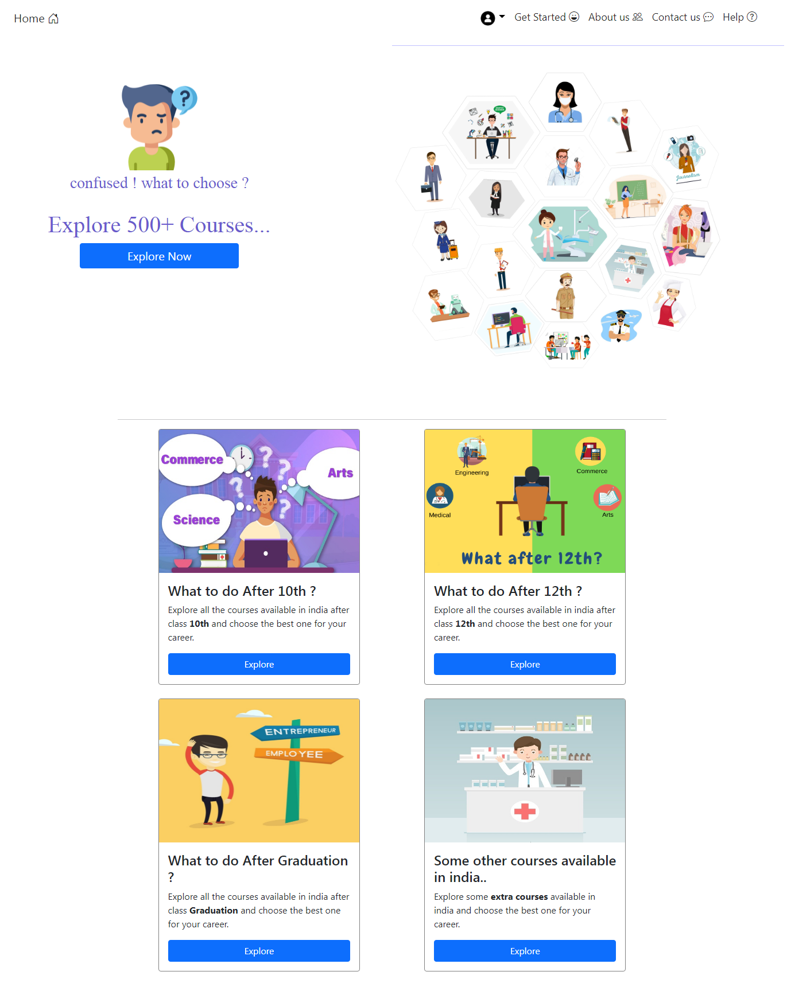 Home
Get Started
About us
Contact us
Help
?
confused ! what to choose ?
Explore 500+ Courses...
Explore Now
Journalism
Commerce
Arts
Science
Engineering
Commerce
Medical
Arts
What after 12th?
What to do After 10th ?
Explore all the courses available in india after
class 10th and choose the best one for your
career.
Explore
What to do After 12th ?
Explore all the courses available in india after
class 12th and choose the best one for your
career.
Explore
ENTREPRENEUR
EMPLOYEE
What to do After Graduation
?
Explore all the courses available in india after
class Graduation and choose the best one
for your career.
Explore
Some other courses available
in india..
Explore some extra courses available in
india and choose the best one for your
career.
Explore